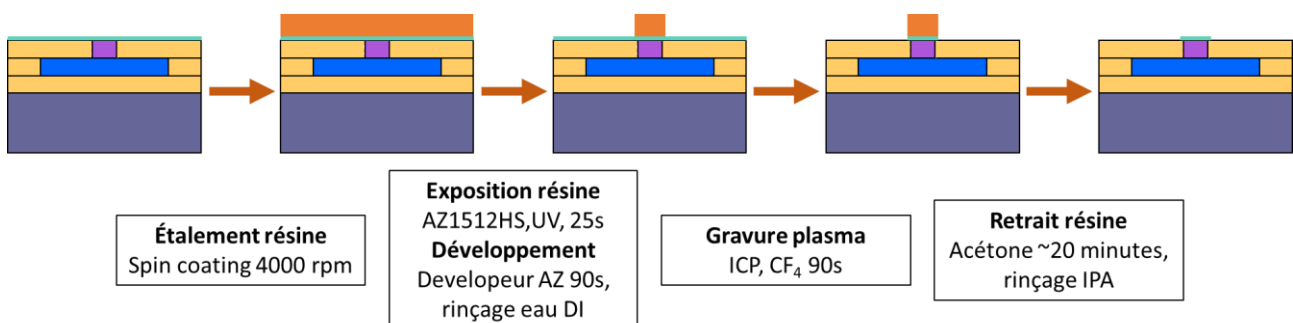 Étalement résine
Spin coating 4000 rpm
Exposition résine
AZ1512HS,UV, 25s
Développement
Developeur AZ 90s,
rinçage eau DI
Gravure plasma
ICP, CF₄ 90s
Retrait résine
Acétone ~20 minutes,
rinçage IPA